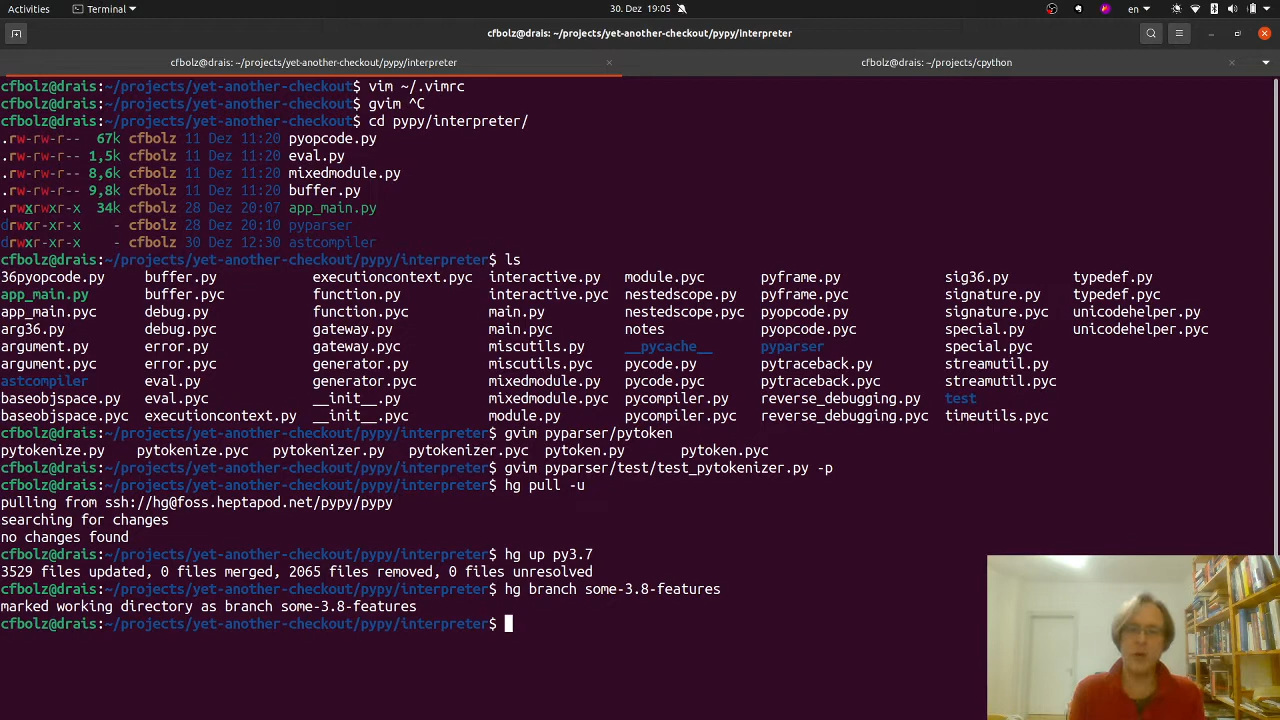 Activities Terminal 30. Dez 19:05 en
cfbolz@drais: ~/projects/yet-another-checkout/pypy/interpreter
cfbolz@drais: ~/projects/yet-another-checkout/pypy/interpreter cfbolz@drais: ~/projects/cpython
cfbolz@drais:~/projects/yet-another-checkout$ vim ~/.vimrc
cfbolz@drais:~/projects/yet-another-checkout$ gvim ^C
cfbolz@drais:~/projects/yet-another-checkout$ cd pypy/interpreter/
.rw-rw-r-- 67k cfbolz 11 Dez 11:20 pyopcode.py
.rw-rw-r-- 1,5k cfbolz 11 Dez 11:20 eval.py
.rw-rw-r-- 8,6k cfbolz 11 Dez 11:20 mixedmodule.py
.rw-rw-r-- 9,8k cfbolz 11 Dez 11:20 buffer.py
.rwxrwxr-x 34k cfbolz 28 Dez 20:07 app_main.py
drwxr-xr-x - cfbolz 28 Dez 20:10 pyparser
drwxr-xr-x - cfbolz 30 Dez 12:30 astcompiler
cfbolz@drais:~/projects/yet-another-checkout/pypy/interpreter$ ls
36pyopcode.py buffer.py executioncontext.pyc interactive.py module.pyc pyframe.py sig36.py typedef.py
app_main.py buffer.pyc function.py interactive.pyc nestedscope.py pyframe.pyc signature.py typedef.pyc
app_main.pyc debug.py function.pyc main.py nestedscope.pyc pyopcode.py signature.pyc unicodehelper.py
arg36.py debug.pyc gateway.py main.pyc notes pyopcode.pyc special.py unicodehelper.pyc
argument.py error.py gateway.pyc miscutils.py __pycache__ pyparser special.pyc
argument.pyc error.pyc generator.py miscutils.pyc pycode.py pytraceback.py streamutil.py
astcompiler eval.py generator.pyc mixedmodule.py pycode.pyc pytraceback.pyc streamutil.pyc
baseobjspace.py eval.pyc __init__.py mixedmodule.pyc pycompiler.py reverse_debugging.py test
baseobjspace.pyc executioncontext.py __init__.pyc module.py pycompiler.pyc reverse_debugging.pyc timeutils.pyc
cfbolz@drais:~/projects/yet-another-checkout/pypy/interpreter$ gvim pyparser/pytoken
pytokenize.py pytokenize.pyc pytokenizer.py pytokenizer.pyc pytoken.py pytoken.pyc
cfbolz@drais:~/projects/yet-another-checkout/pypy/interpreter$ gvim pyparser/test/test_pytokenizer.py -p
cfbolz@drais:~/projects/yet-another-checkout/pypy/interpreter$ hg pull -u
pulling from ssh://hg@foss.heptapod.net/pypy/pypy
searching for changes
no changes found
cfbolz@drais:~/projects/yet-another-checkout/pypy/interpreter$ hg up py3.7
3529 files updated, 0 files merged, 2065 files removed, 0 files unresolved
cfbolz@drais:~/projects/yet-another-checkout/pypy/interpreter$ hg branch some-3.8-features
marked working directory as branch some-3.8-features
cfbolz@drais:~/projects/yet-another-checkout/pypy/interpreter$